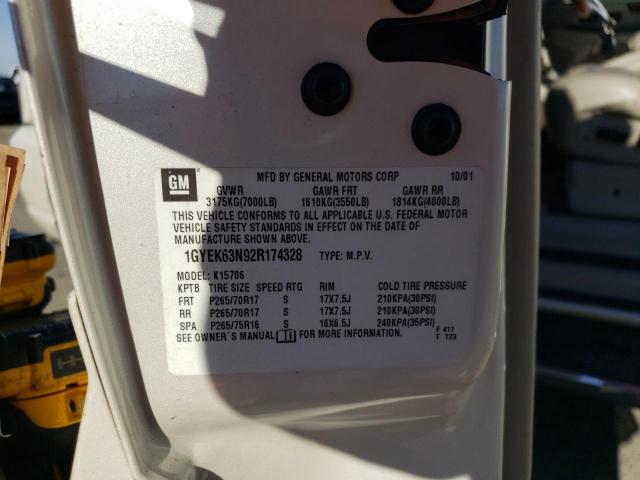 GM MFD BY GENERAL MOTORS CORP 10/01
GVWR GAWR FRT GAWR RR
3175KG(7000LB) 1610KG(3550LB) 1814KG(4000LB)
THIS VEHICLE CONFORMS TO ALL APPLICABLE U.S. FEDERAL MOTOR
VEHICLE SAFETY STANDARDS IN EFFECT ON THE DATE OF
MANUFACTURE SHOWN ABOVE.
1GYEK63N92R174328 TYPE: M.P.V.
MODEL: K15706
KPTB TIRE SIZE SPEED RTG RIM COLD TIRE PRESSURE
FRT P265/70R17 S 17X7.5J 210KPA(30PSI)
RR P265/70R17 S 17X7.5J 210KPA(30PSI)
SPA P265/75R16 S 16X6.5J 240KPA(35PSI)
SEE OWNER'S MANUAL FOR MORE INFORMATION. F 411
T 123